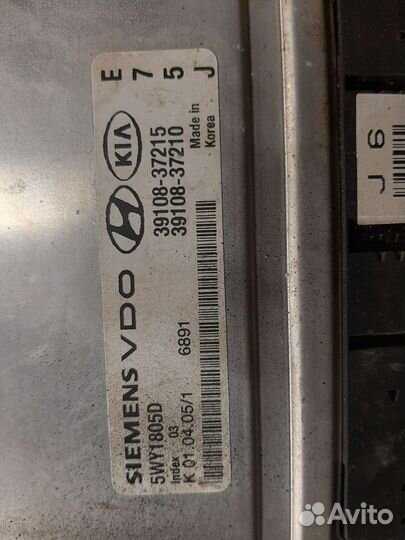 E 7 5 J
KIA
39108-37215
39108-37210
Made in
Korea
SIEMENS VDO
5WY1805D
Index 03
K 01.04.05/1
6891
9 J
Avito